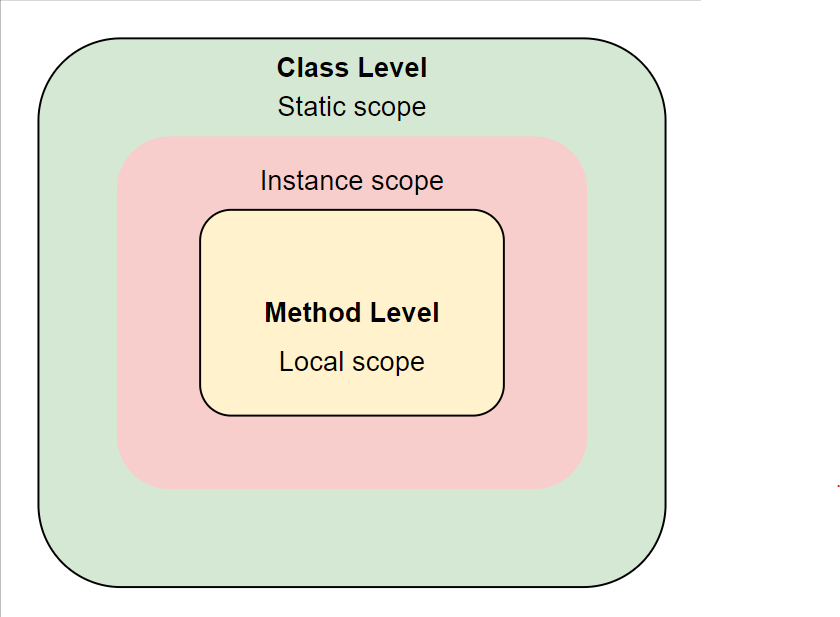 Class Level
Static scope
Instance scope
Method Level
Local scope